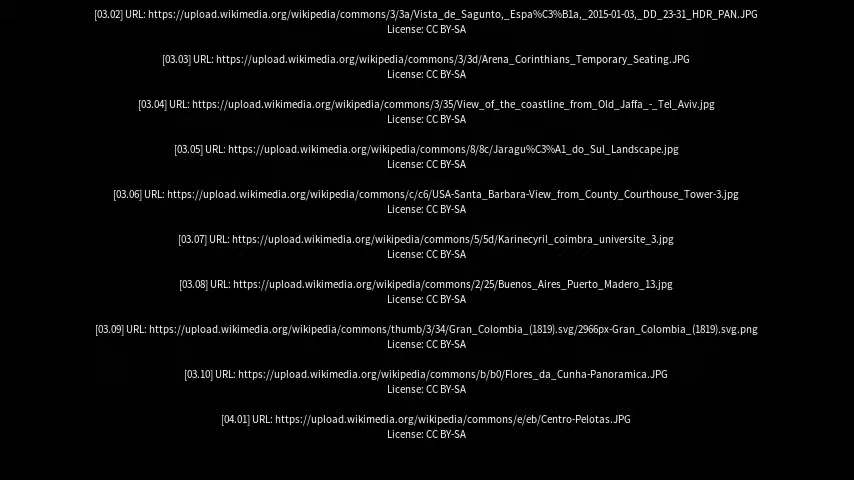 [03.02] URL: https://upload.wikimedia.org/wikipedia/commons/3/3a/Vista_de_Sagunto,_Espa%C3%B1a,_2015-01-03,_DD_23-31_HDR_PAN.JPG
License: CC BY-SA
[03.03] URL: https://upload.wikimedia.org/wikipedia/commons/3/3d/Arena_Corinthians_Temporary_Seating.JPG
License: CC BY-SA
[03.04] URL: https://upload.wikimedia.org/wikipedia/commons/3/35/View_of_the_coastline_from_Old_Jaffa_-_Tel_Aviv.jpg
License: CC BY-SA
[03.05] URL: https://upload.wikimedia.org/wikipedia/commons/8/8c/Jaragu%C3%A1_do_Sul_Landscape.jpg
License: CC BY-SA
[03.06] URL: https://upload.wikimedia.org/wikipedia/commons/c/c6/USA-Santa_Barbara-View_from_County_Courthouse_Tower-3.jpg
License: CC BY-SA
[03.07] URL: https://upload.wikimedia.org/wikipedia/commons/5/5d/Karinecyril_coimbra_universite_3.jpg
License: CC BY-SA
[03.08] URL: https://upload.wikimedia.org/wikipedia/commons/2/25/Buenos_Aires_Puerto_Madero_13.jpg
License: CC BY-SA
[03.09] URL: https://upload.wikimedia.org/wikipedia/commons/thumb/3/34/Gran_Colombia_(1819).svg/2966px-Gran_Colombia_(1819).svg.png
License: CC BY-SA
[03.10] URL: https://upload.wikimedia.org/wikipedia/commons/b/b0/Flores_da_Cunha-Panoramica.JPG
License: CC BY-SA
[04.01] URL: https://upload.wikimedia.org/wikipedia/commons/e/eb/Centro-Pelotas.JPG
License: CC BY-SA